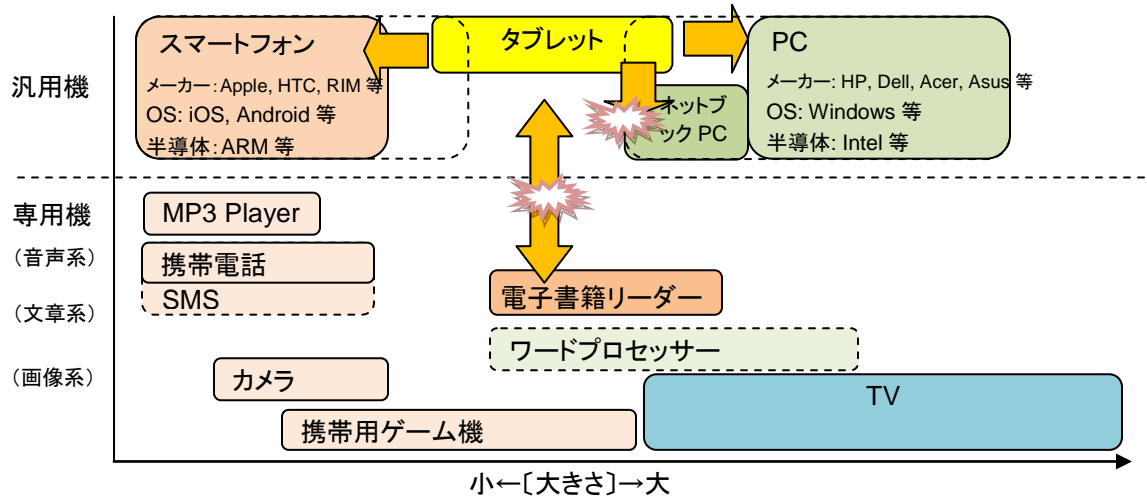 スマートフォン
メーカー：Apple, HTC, RIM 等
OS: iOS, Android 等
半導体：ARM 等
タブレット
ネットブ
ック PC
PC
メーカー: HP, Dell, Acer, Asus 等
OS: Windows 等
半導体: Intel 等
汎用機
専用機
（音声系）
（文章系）
（画像系）
MP3 Player
携帯電話
SMS
電子書籍リーダー
ワードプロセッサー
カメラ
TV
携帯用ゲーム機
小←〔大きさ〕→大